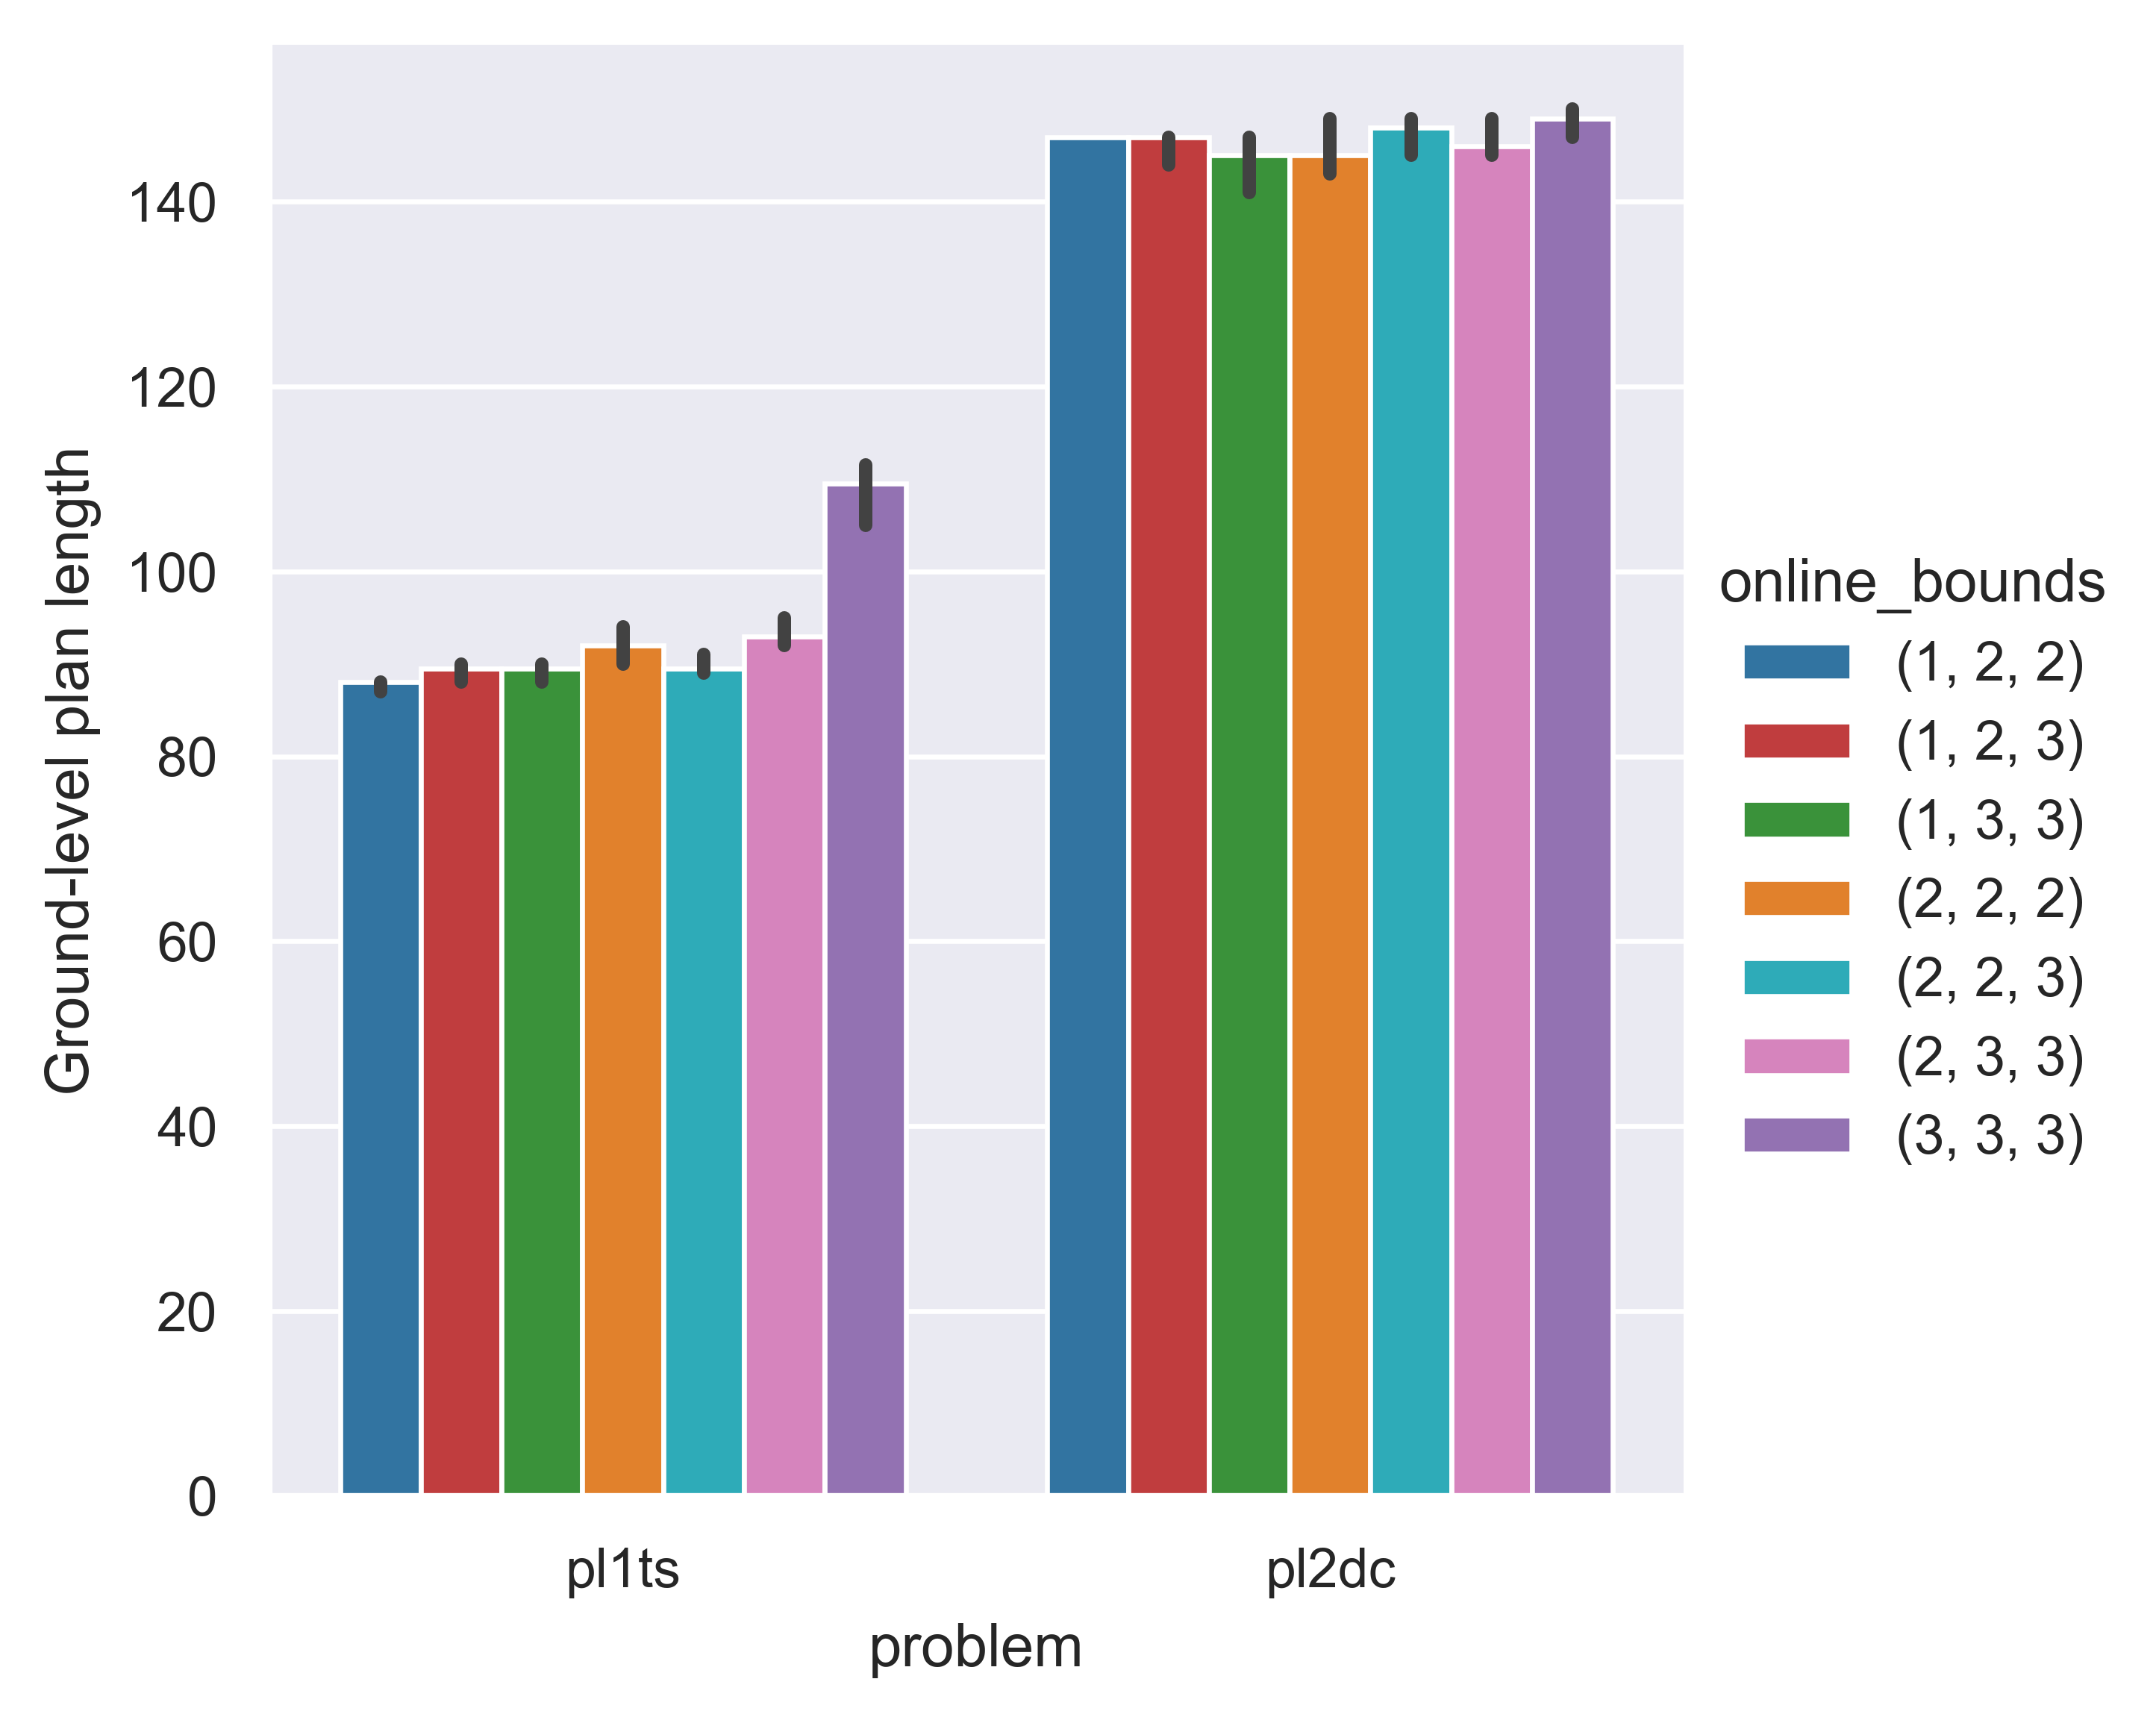 Ground-level plan length
140
120
100
80
60
40
20
0
pl1ts
pl2dc
problem
online_bounds
(1, 2, 2)
(1, 2, 3)
(1, 3, 3)
(2, 2, 2)
(2, 2, 3)
(2, 3, 3)
(3, 3, 3)